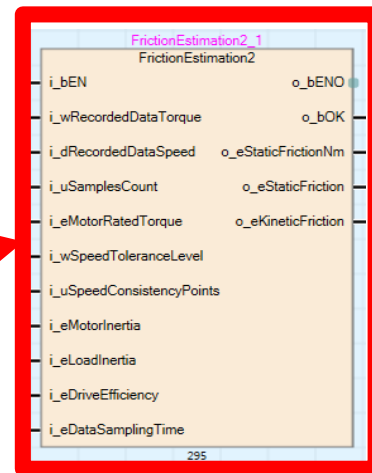 FrictionEstimation2_1
FrictionEstimation2
i_bEN o_bENO
i_wRecordedDataTorque o_bOK
i_dRecordedDataSpeed o_eStaticFrictionNm
i_uSamplesCount o_eStaticFriction
i_eMotorRatedTorque o_eKineticFriction
i_wSpeedToleranceLevel
i_uSpeedConsistencyPoints
i_eMotorInertia
i_eLoadInertia
i_eDriveEfficiency
i_eDataSamplingTime
295